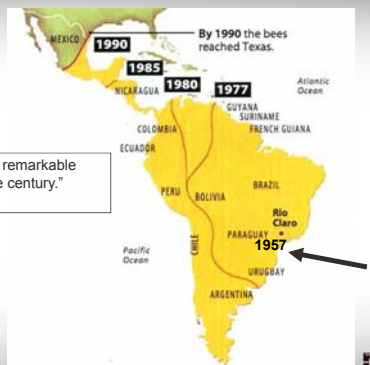 By 1990 the bees
reached Texas.
MEXICO
1990
1985
1980
1977
NICARAGUA
Atlantic
Ocean
GUYANA
SURINAME
FRENCH GUIANA
COLOMBIA
ECUADOR
remarkable
century.”
PERU
BOLIVIA
BRAZIL
Rio
Claro
PARAGUAY
1957
Pacific
Ocean
CHILE
URUGUAY
ARGENTINA